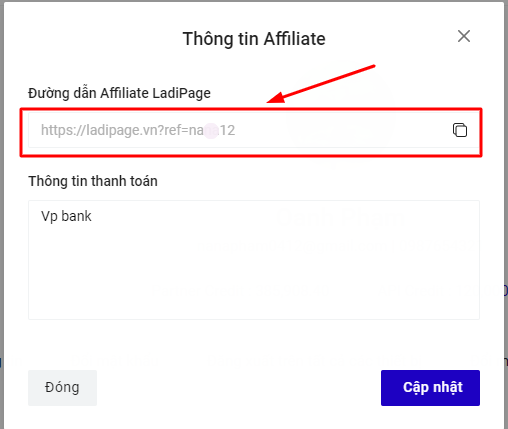 Thông tin Affiliate
Đường dẫn Affiliate LadiPage
https://ladipage.vn?ref=na 12
Thông tin thanh toán
Vp bank
Đóng
Cập nhật